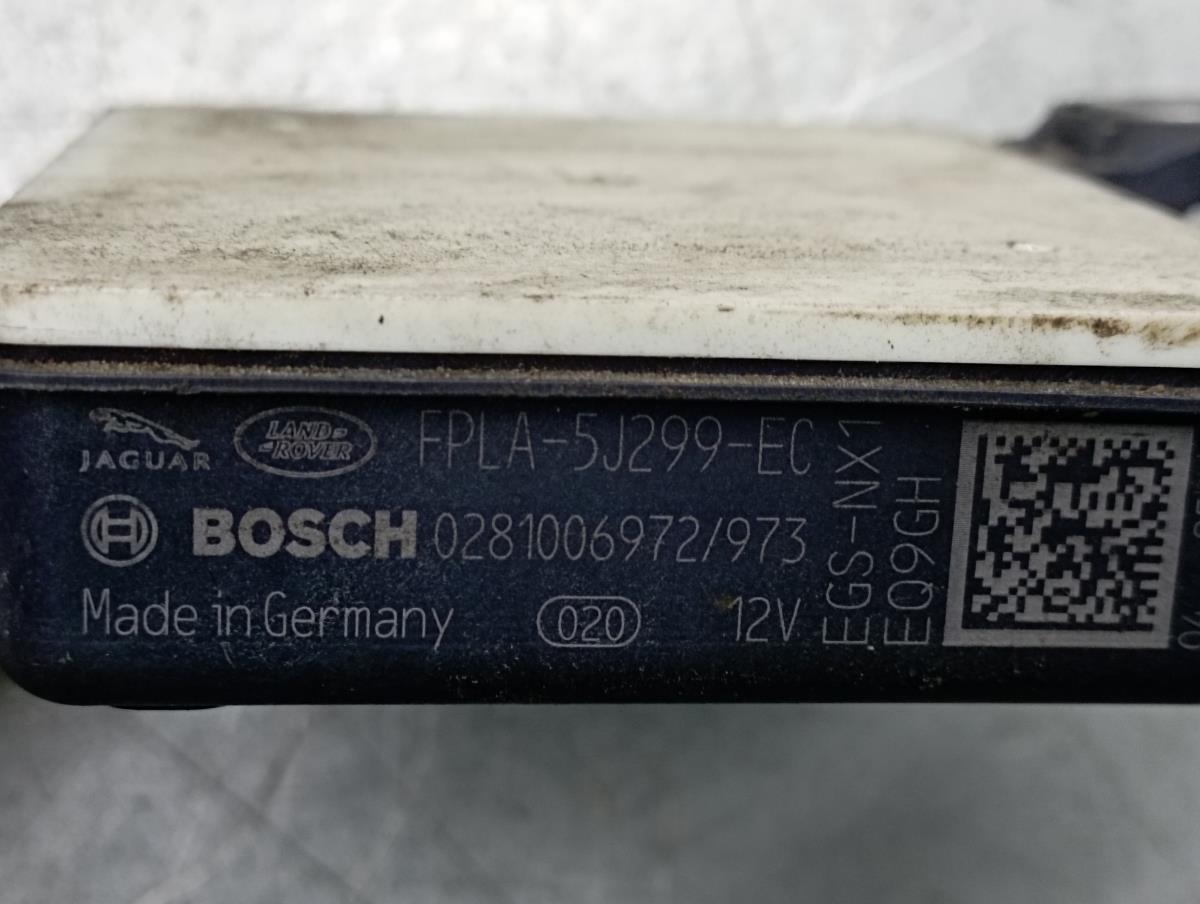 JAGUAR LAND ROVER FPLA-5J299-EC
BOSCH 0281006972/973
Made in Germany 020 12V
EGS-NX1
EQ9GH